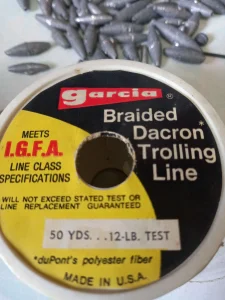 garcia
Braided
Dacron*
Trolling
Line
MEETS
I.G.F.A.
LINE CLASS
SPECIFICATIONS
WILL NOT EXCEED STATED TEST OR
LINE REPLACEMENT GUARANTEED
50 YDS. . .12-LB. TEST
*duPont's polyester fiber
MADE IN U.S.A.